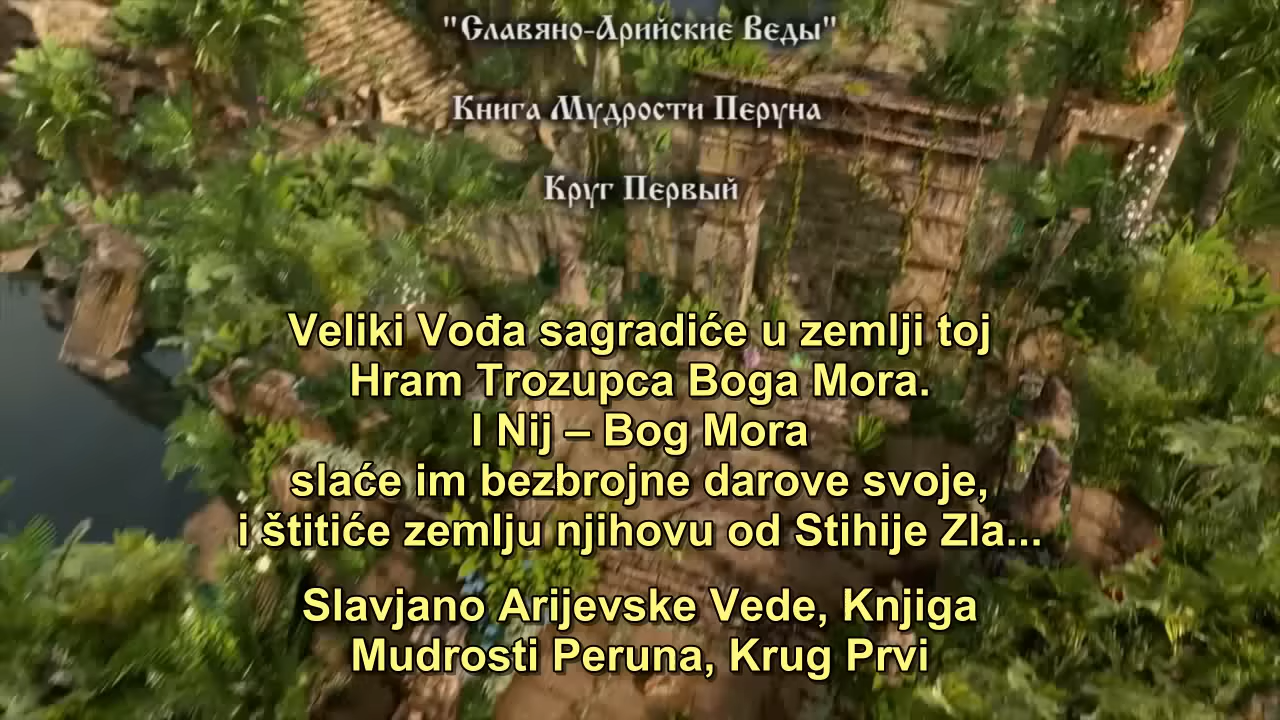 "Славяно-Арийские Веды"
Книга Мудрости Перуна
Круг Первый
Veliki Vođa sagradiće u zemlji toj
Hram Trozupca Boga Mora.
I Nij – Bog Mora
slaće im bezbrojne darove svoje,
i štitiće zemlju njihovu od Stihije Zla...
Slavjano Arijevske Vede, Knjiga
Mudrosti Peruna, Krug Prvi